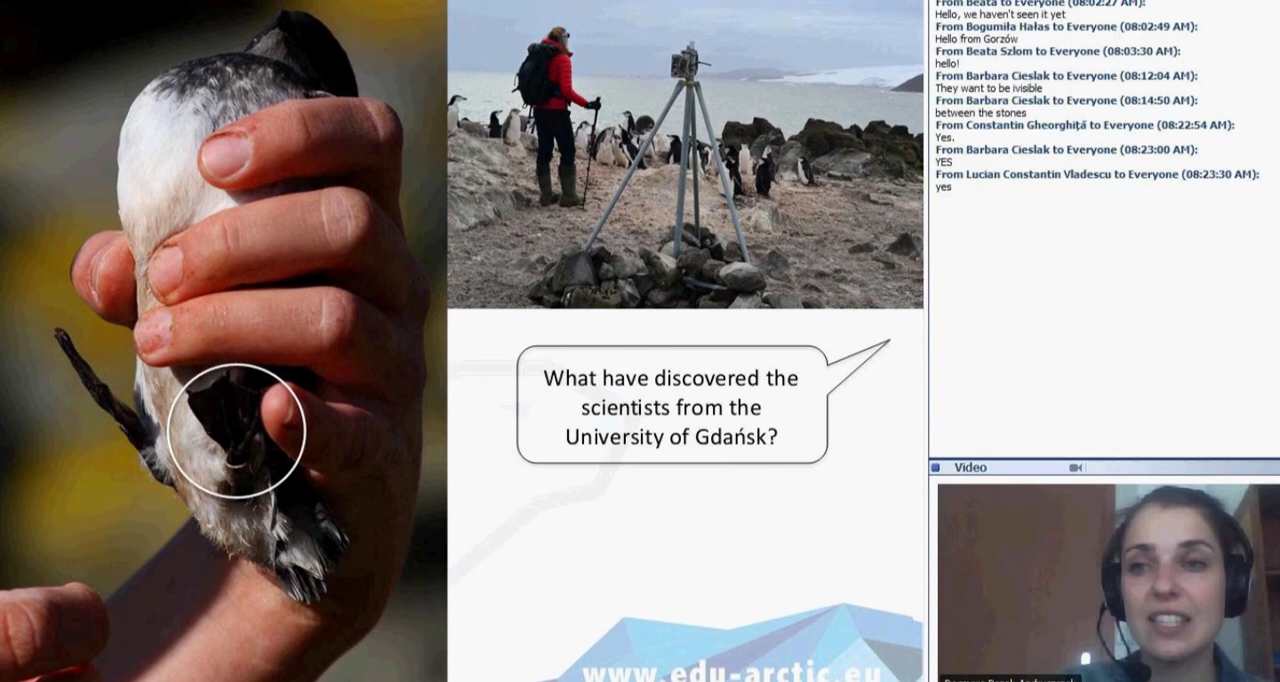 What have discovered the
scientists from the
University of Gdańsk?
www.edu-arctic.eu
From Beata to Everyone (08:02:27 AM):
Hello, we haven't seen it yet
From Bogumiła Hałas to Everyone (08:02:49 AM):
Hello from Gorzów
From Beata Szlom to Everyone (08:03:30 AM):
hello!
From Barbara Cieslak to Everyone (08:12:04 AM):
They want to be ivisible
From Barbara Cieslak to Everyone (08:14:50 AM):
between the stones
From Constantin Gheorghiță to Everyone (08:22:54 AM):
Yes.
From Barbara Cieslak to Everyone (08:23:00 AM):
YES
From Lucian Constantin Vladescu to Everyone (08:23:30 AM):
yes
Video